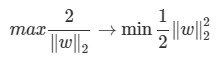 max 2/‖w‖₂ → min 1/2 ‖w‖₂²